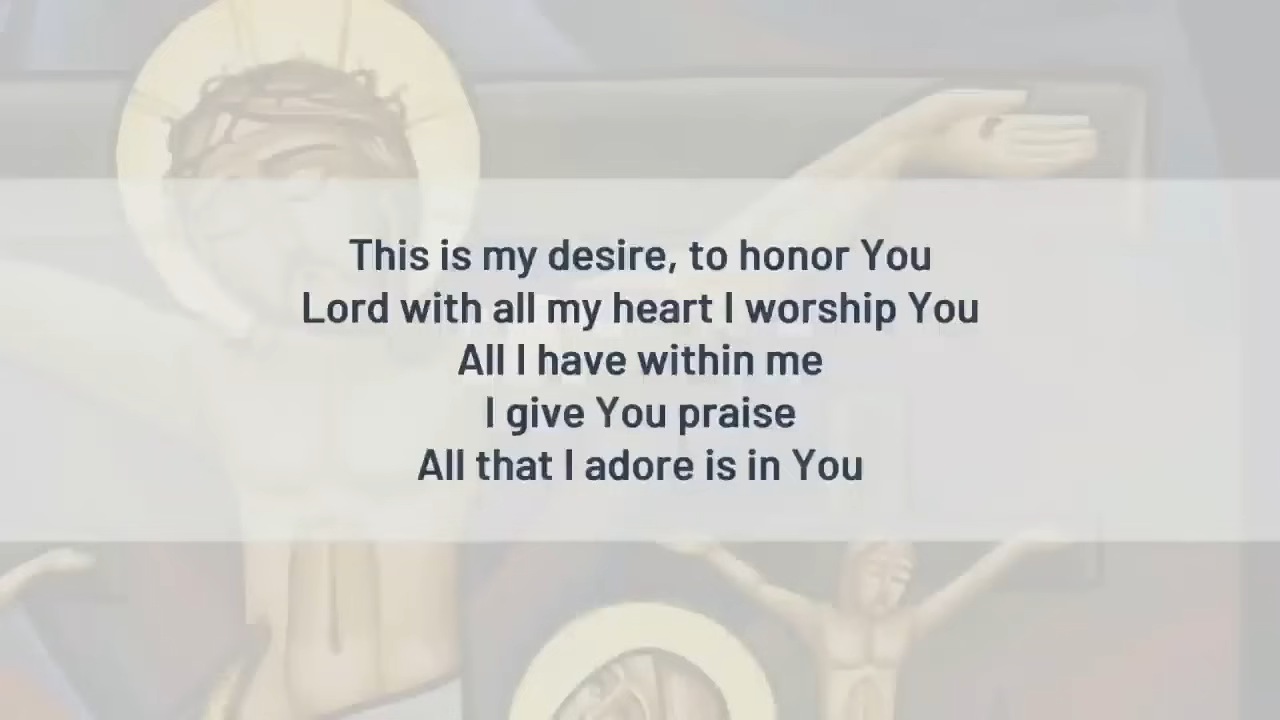 This is my desire, to honor You
Lord with all my heart I worship You
All I have within me
I give You praise
All that I adore is in You